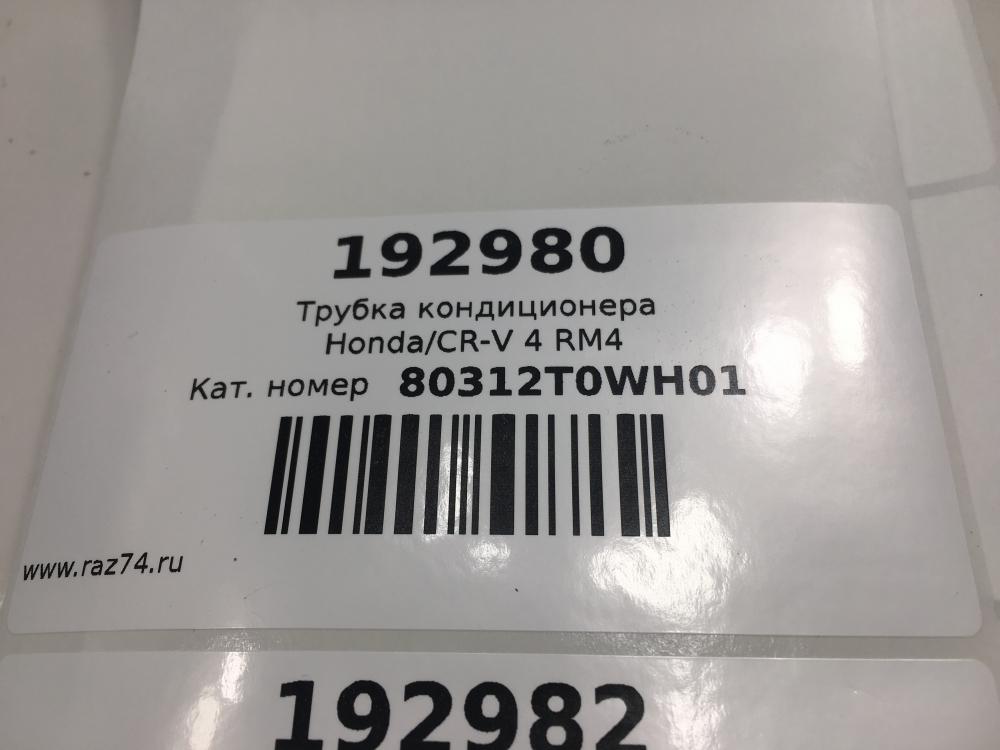 192980
Трубка кондиционера
Honda/CR-V 4 RM4
Кат. номер 80312T0WH01
www.raz74.ru
192982